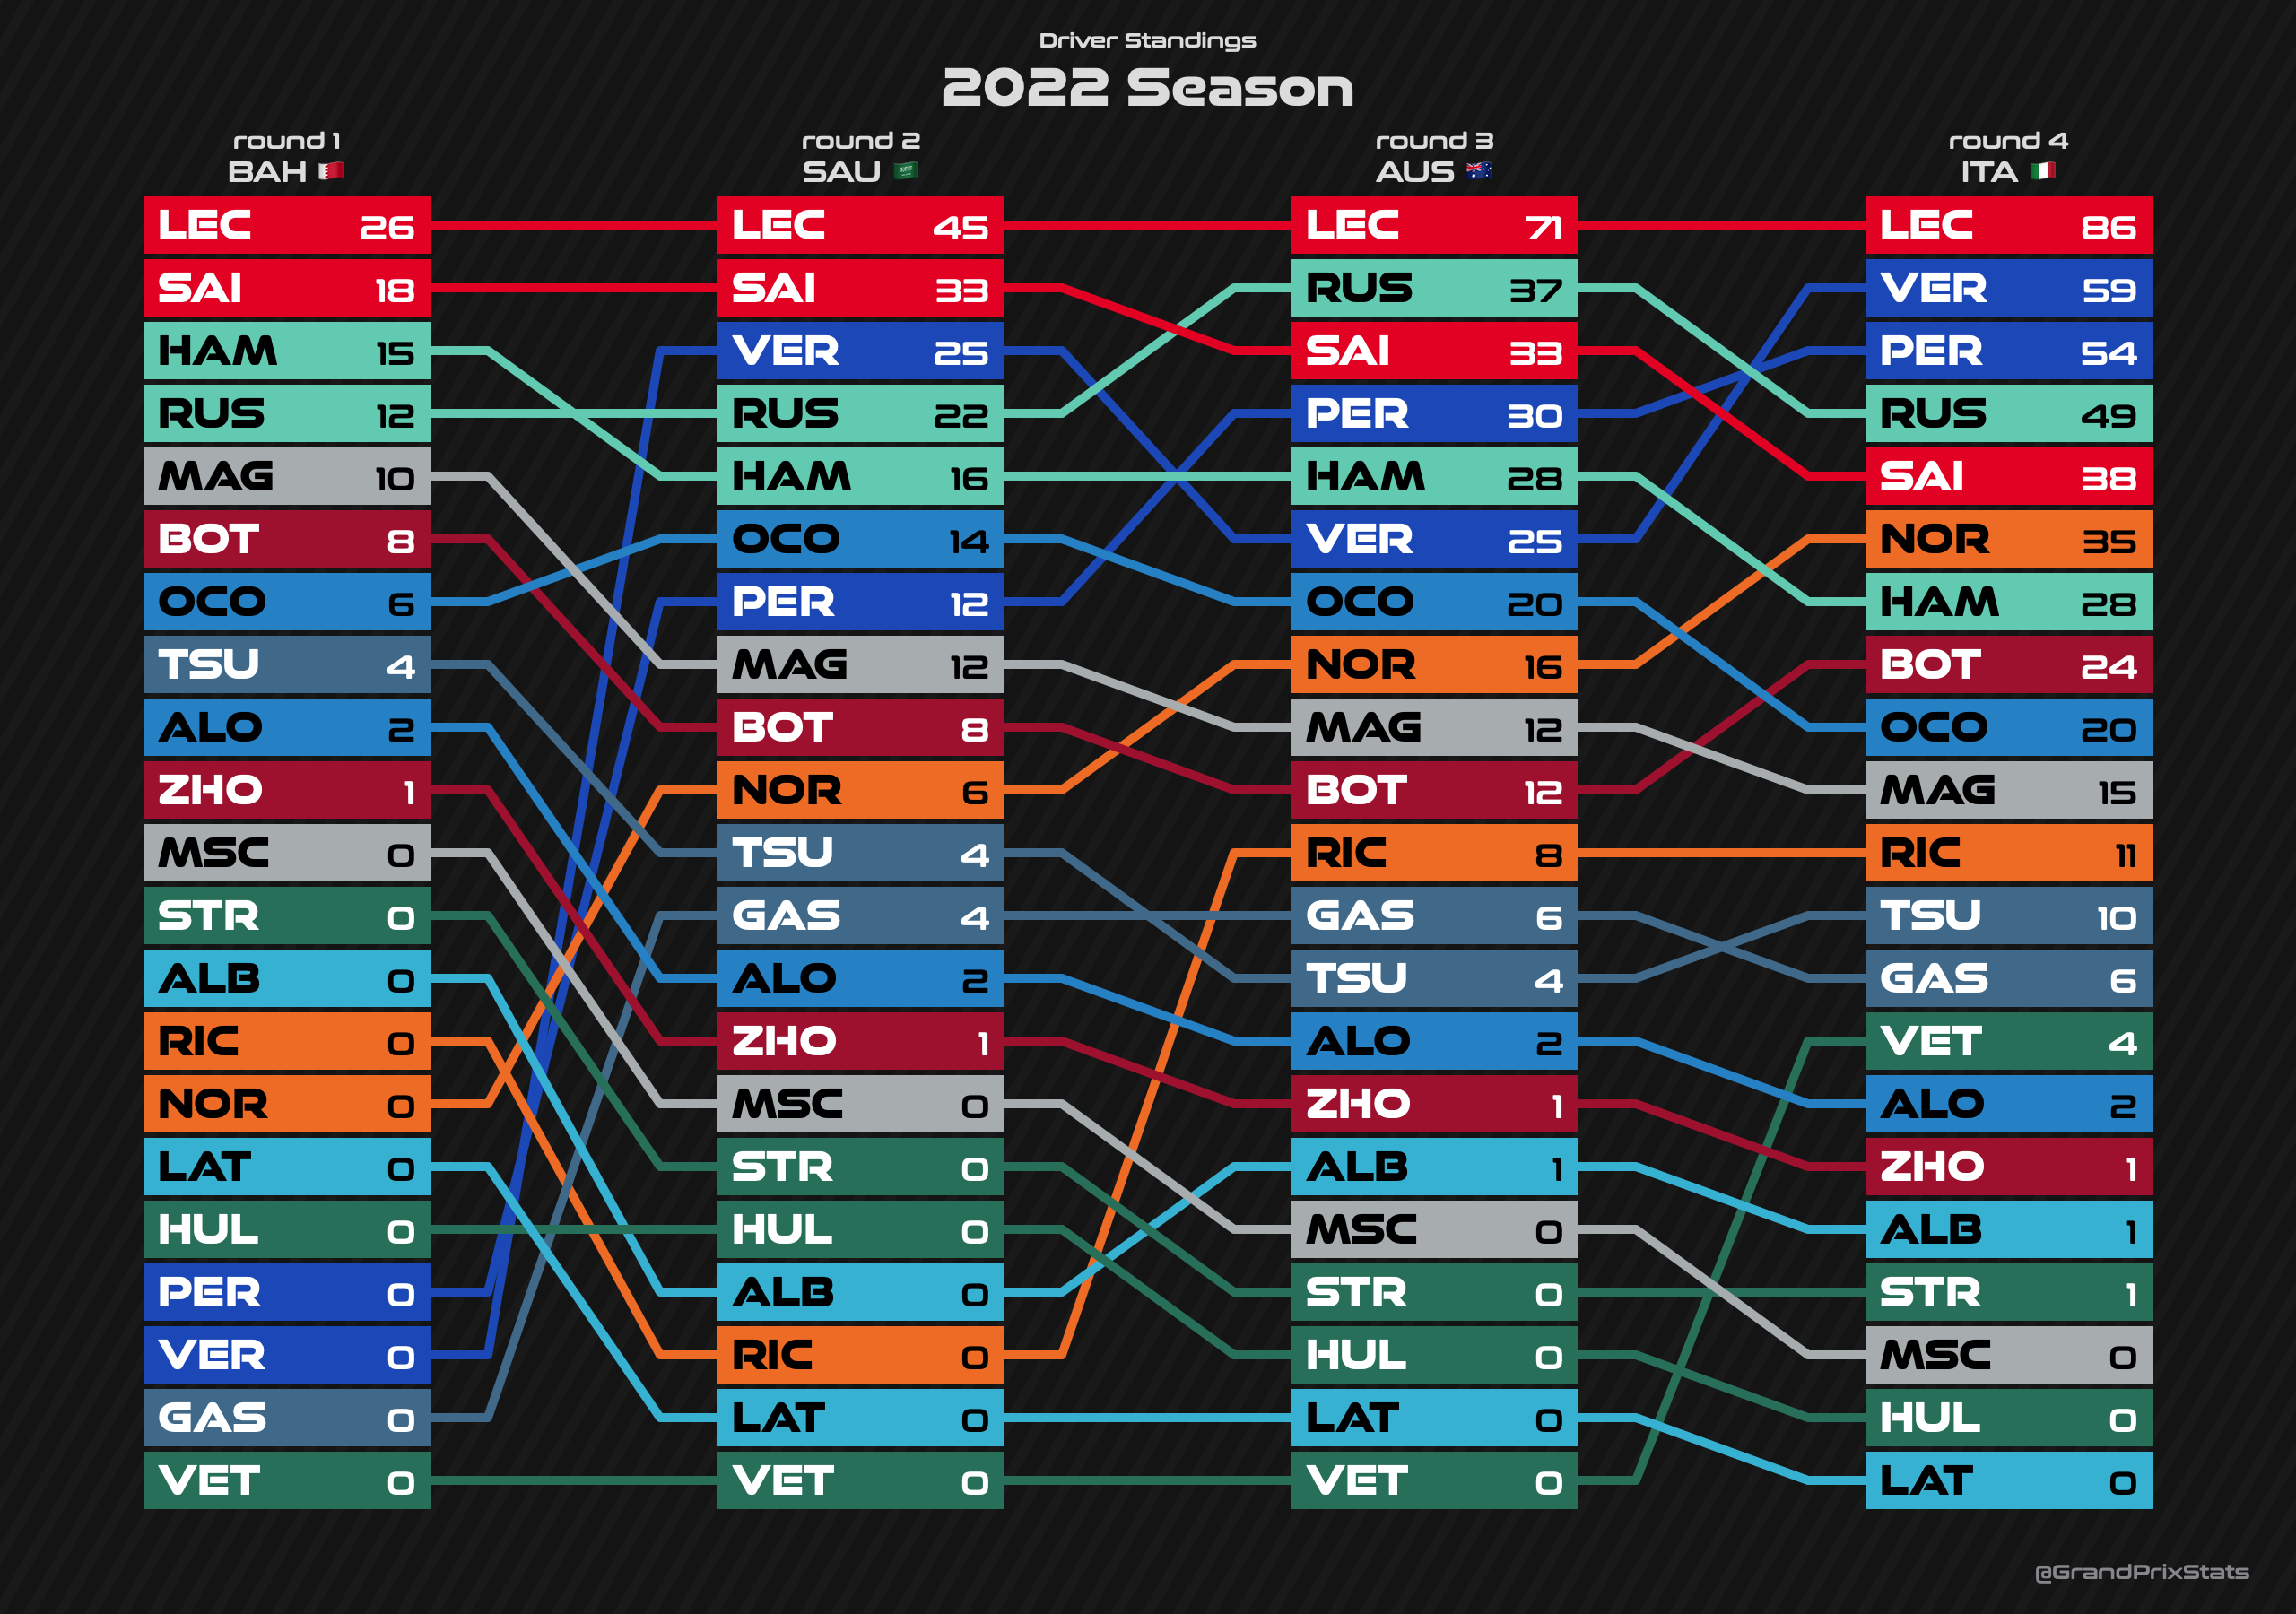 Driver Standings
2022 Season
round 1
BAH
LEC 26
SAI 18
HAM 15
RUS 12
MAG 10
BOT 8
OCO 6
TSU 4
ALO 2
ZHO 1
MSC 0
STR 0
ALB 0
RIC 0
NOR 0
LAT 0
HUL 0
PER 0
VER 0
GAS 0
VET 0
round 2
SAU
LEC 45
SAI 33
VER 25
RUS 22
HAM 16
OCO 14
PER 12
MAG 12
BOT 8
NOR 6
TSU 4
GAS 4
ALO 2
ZHO 1
MSC 0
STR 0
HUL 0
ALB 0
RIC 0
LAT 0
VET 0
round 3
AUS
LEC 71
RUS 37
SAI 33
PER 30
HAM 28
VER 25
OCO 20
NOR 16
MAG 12
BOT 12
RIC 8
GAS 6
TSU 4
ALO 2
ZHO 1
ALB 1
MSC 0
STR 0
HUL 0
LAT 0
VET 0
round 4
ITA
LEC 86
VER 59
PER 54
RUS 49
SAI 38
NOR 35
HAM 28
BOT 24
OCO 20
MAG 15
RIC 11
TSU 10
GAS 6
VET 4
ALO 2
ZHO 1
ALB 1
STR 1
MSC 0
HUL 0
LAT 0
@GrandPrixStats